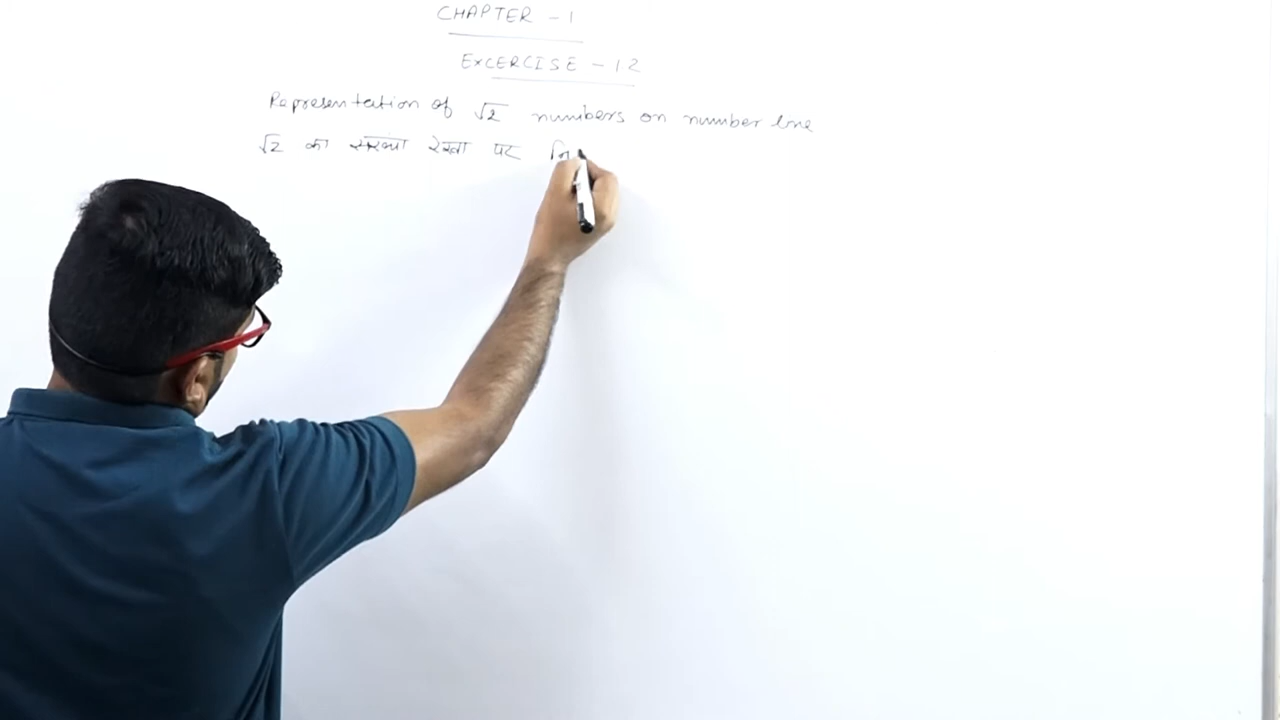 CHAPTER - 1
EXCERCISE - 12
Representation of √2 numbers on number line
√2 का संख्या रेखा पर